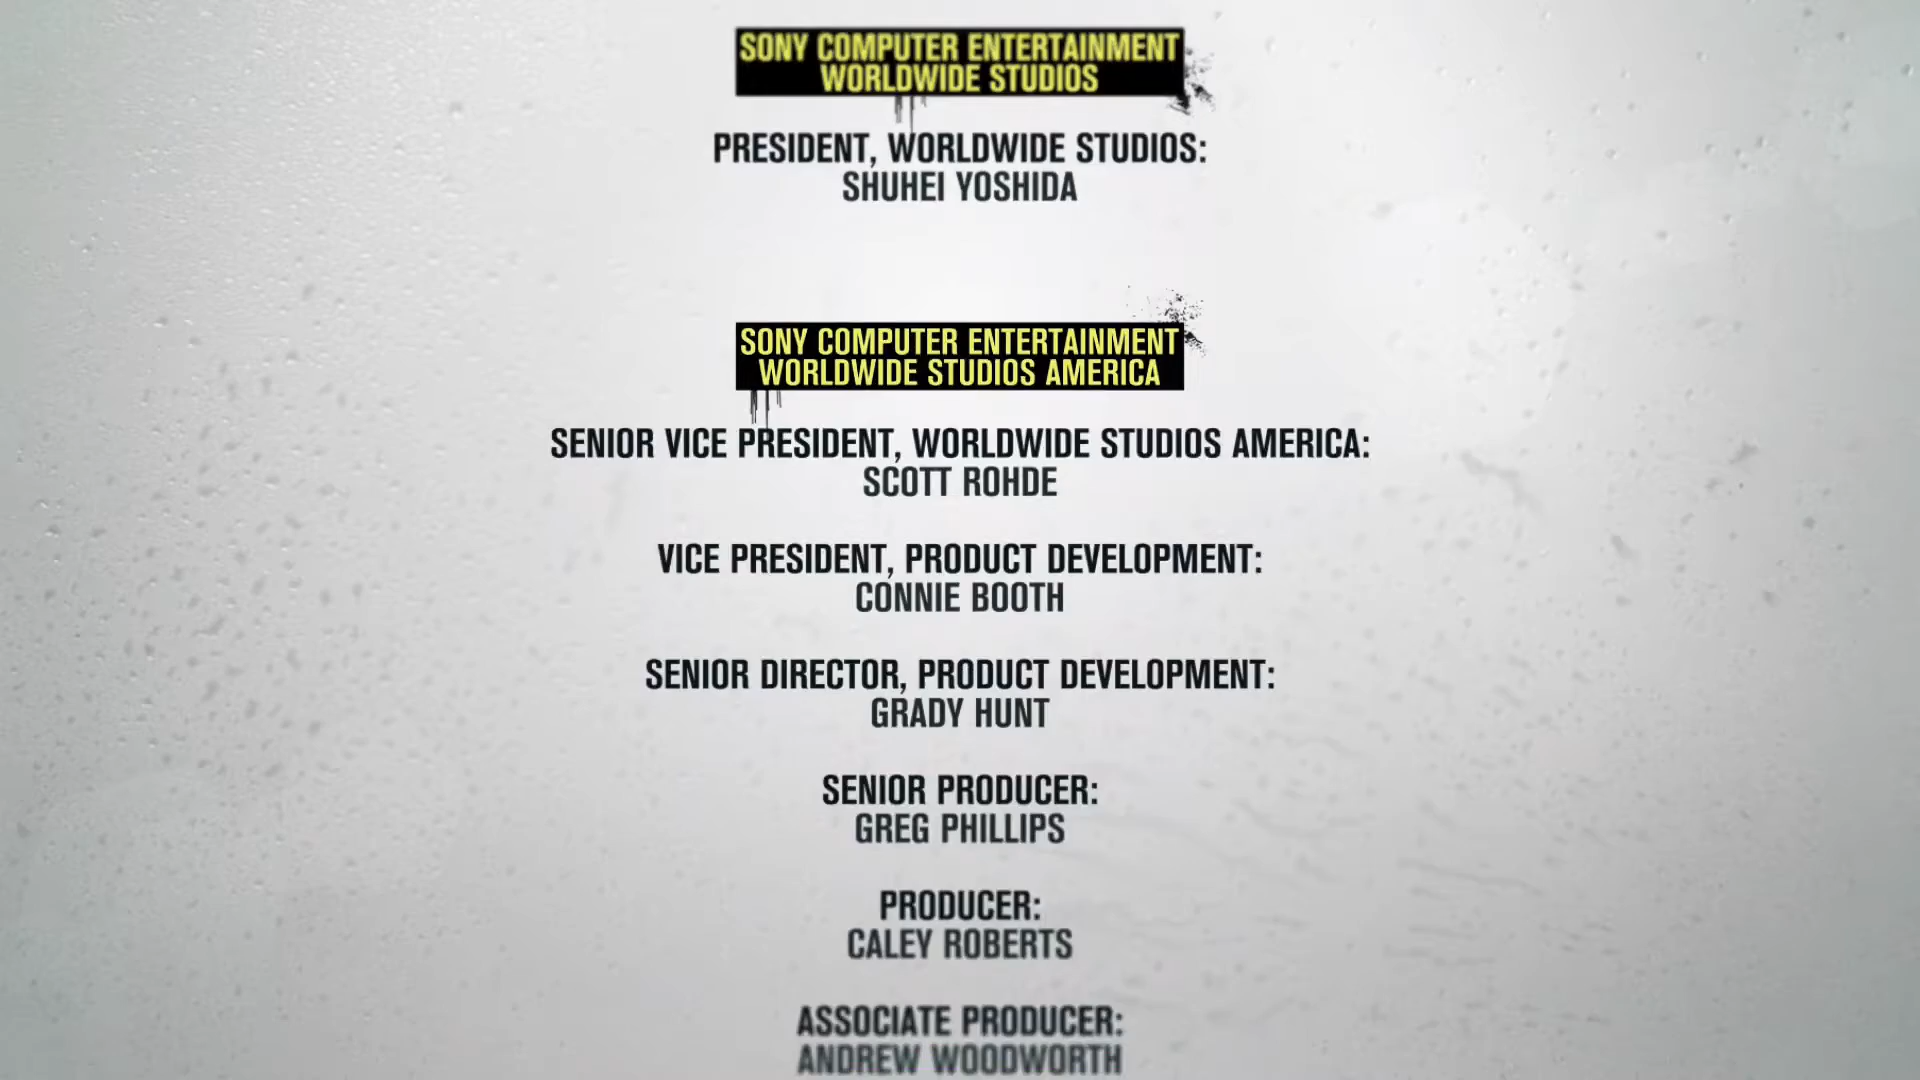 SONY COMPUTER ENTERTAINMENT
WORLDWIDE STUDIOS
PRESIDENT, WORLDWIDE STUDIOS:
SHUHEI YOSHIDA
SONY COMPUTER ENTERTAINMENT
WORLDWIDE STUDIOS AMERICA
SENIOR VICE PRESIDENT, WORLDWIDE STUDIOS AMERICA:
SCOTT ROHDE
VICE PRESIDENT, PRODUCT DEVELOPMENT:
CONNIE BOOTH
SENIOR DIRECTOR, PRODUCT DEVELOPMENT:
GRADY HUNT
SENIOR PRODUCER:
GREG PHILLIPS
PRODUCER:
CALEY ROBERTS
ASSOCIATE PRODUCER:
ANDREW WOODWORTH